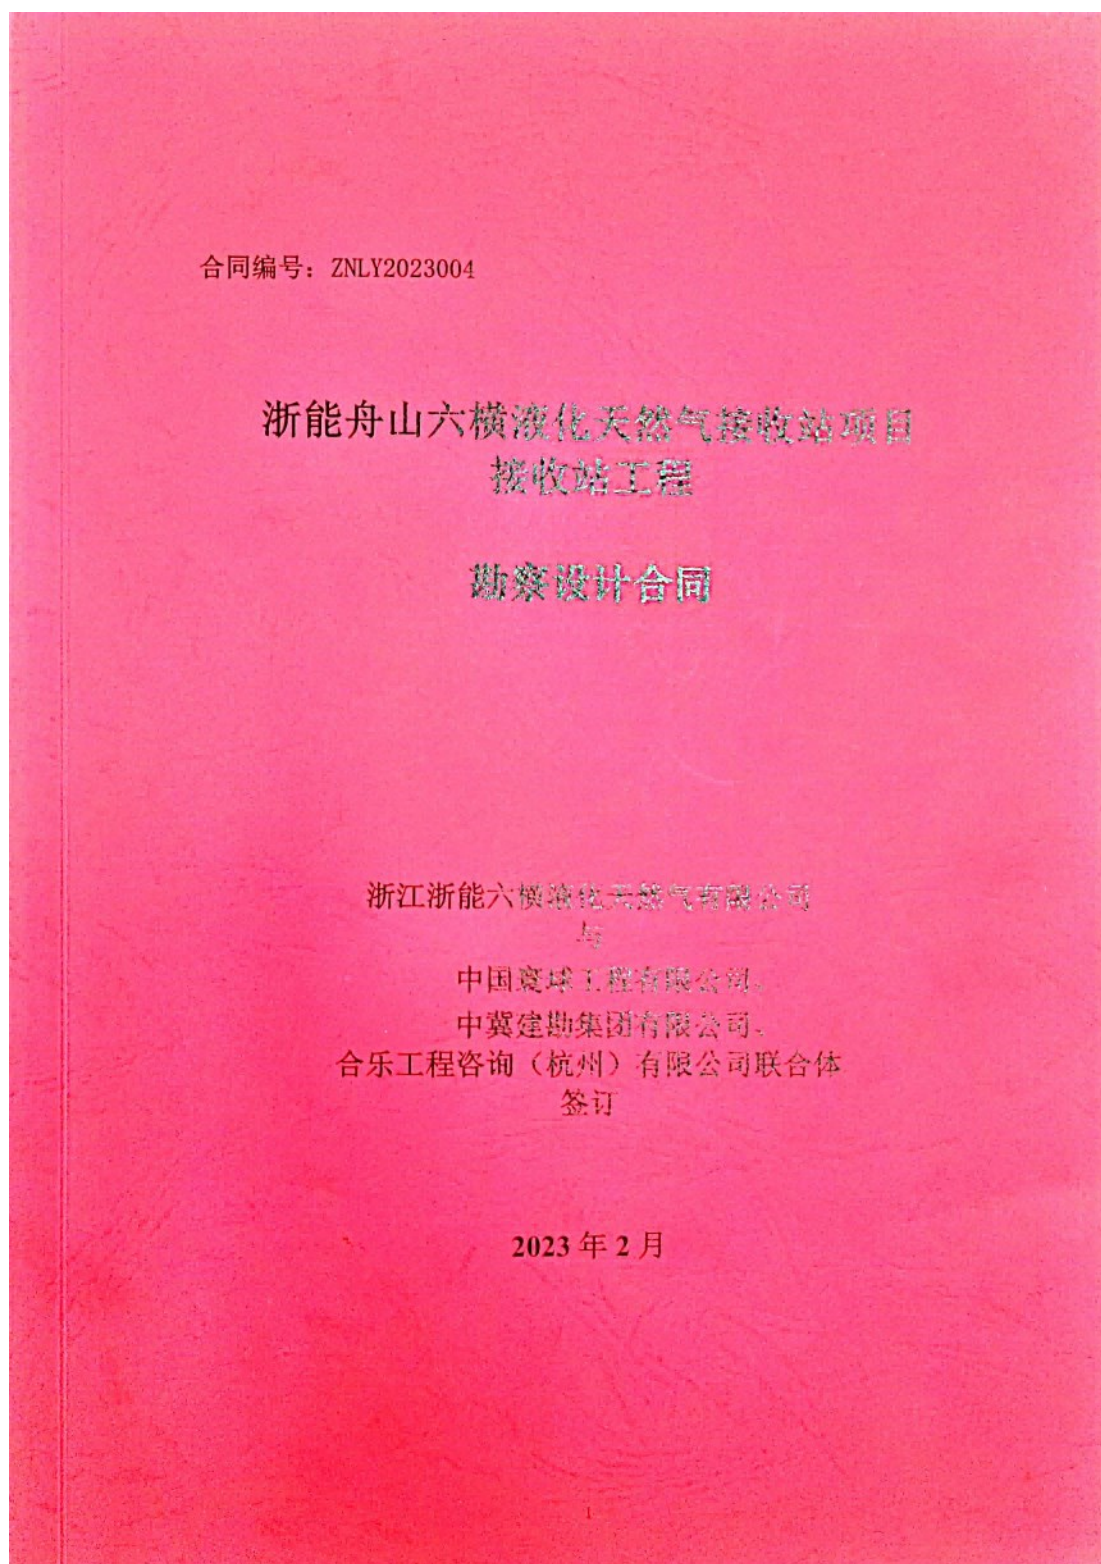 合同编号：ZNLY2023004
浙能舟山六横液化天然气接收站项目
接收站工程
勘察设计合同
浙江浙能六横液化天然气有限公司
与
中国寰球工程有限公司、
中冀建勘集团有限公司、
合乐工程咨询（杭州）有限公司联合体
签订
2023 年 2 月
1